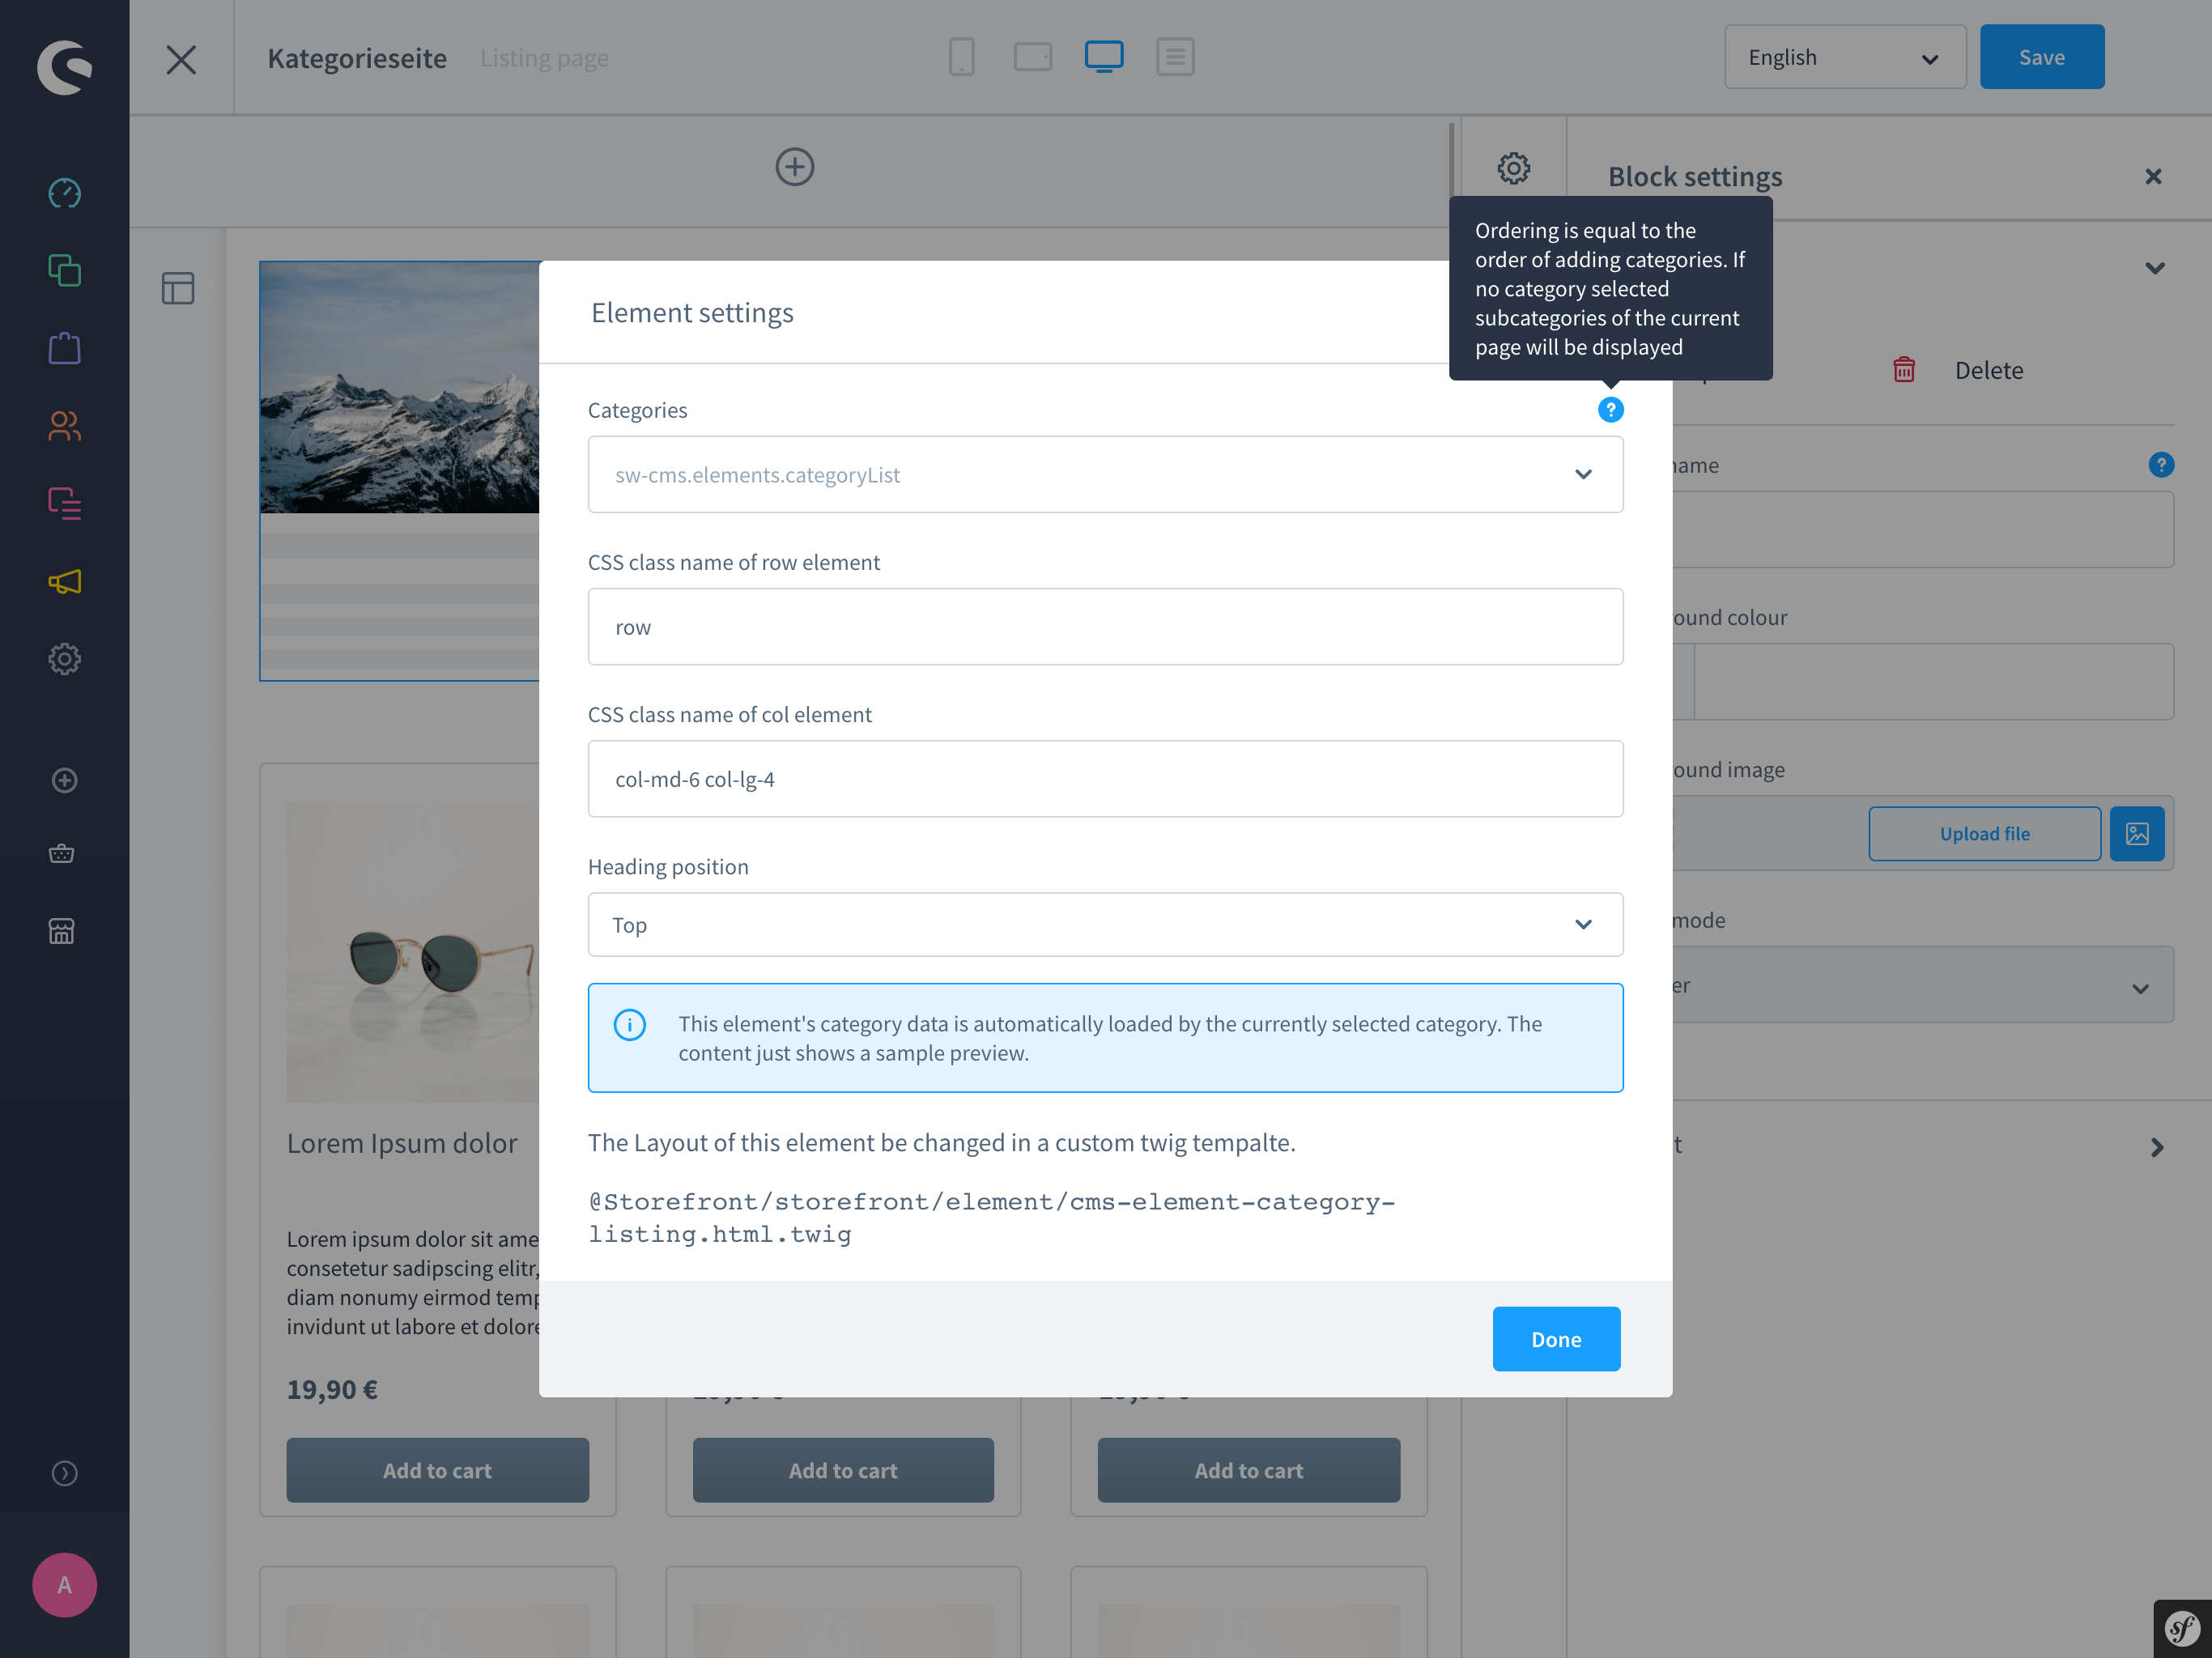 Kategorieseite
Listing page
English
Save
Block settings
Ordering is equal to the
order of adding categories. If
no category selected
subcategories of the current
page will be displayed
Element settings
Delete
Categories
?
sw-cms.elements.categoryList
?
CSS class name of row element
row
ound colour
CSS class name of col element
col-md-6 col-lg-4
ound image
Upload file
Heading position
Top
mode
er
This element's category data is automatically loaded by the currently selected category. The
content just shows a sample preview.
The Layout of this element be changed in a custom twig tempalte.
@Storefront/storefront/element/cms-element-category-
listing.html.twig
Done
Lorem Ipsum dolor
Lorem ipsum dolor sit ame
consetetur sadipscing elitr,
diam nonumy eirmod temp
invidunt ut labore et dolore
19,90 €
Add to cart
Add to cart
Add to cart
A
sf